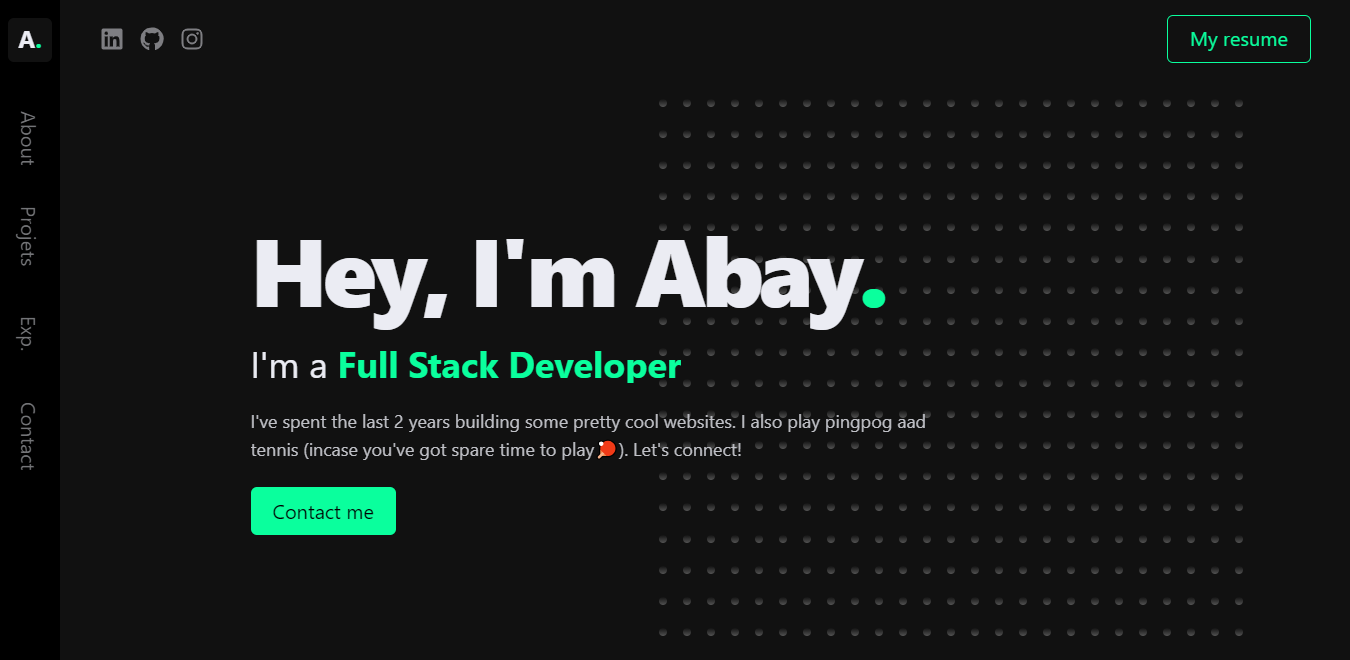 A.
My resume
About
Projets
Exp.
Contact
Hey, I'm Abay.
I'm a Full Stack Developer
I've spent the last 2 years building some pretty cool websites. I also play pingpog aad
tennis (incase you've got spare time to play🏓). Let's connect!
Contact me